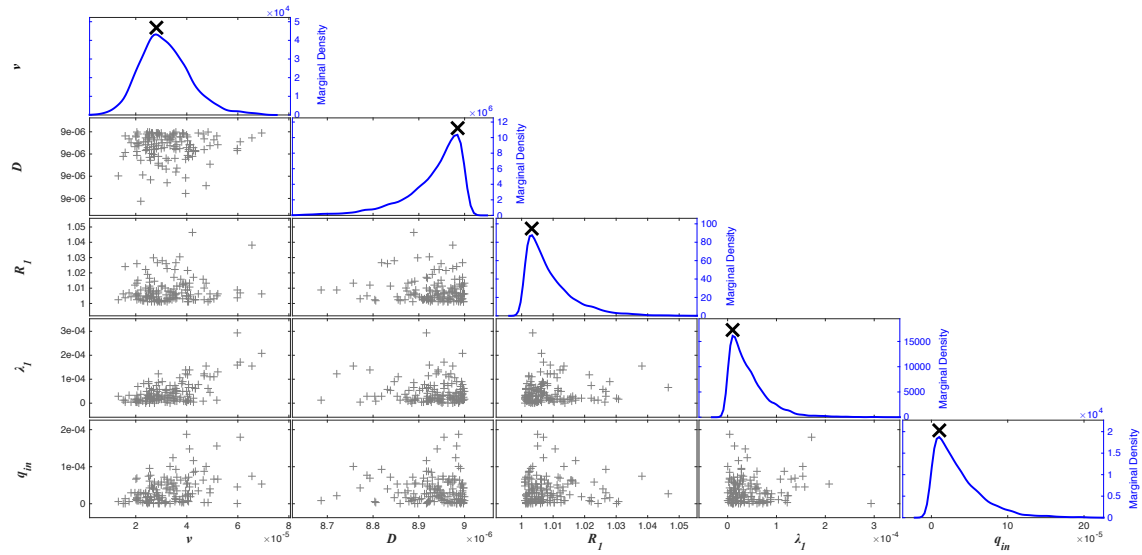 ×10⁴
5
4
3
2
1
0
Marginal Density
v
×10⁶
12
10
8
6
4
2
0
Marginal Density
9e-06
9e-06
9e-06
9e-06
D
100
80
60
40
20
0
Marginal Density
1.05
1.04
1.03
1.02
1.01
1
R₁
15000
10000
5000
0
Marginal Density
3e-04
2e-04
1e-04
0
λ₁
×10⁴
2
1.5
1
0.5
0
Marginal Density
2e-04
1e-04
0
qᵢₙ
2 4 6 8
×10⁻⁵
v
8.7 8.8 8.9 9
×10⁻⁶
D
1 1.01 1.02 1.03 1.04 1.05
R₁
0 1 2 3
×10⁻⁴
λ₁
0 10 20
×10⁻⁵
qᵢₙ